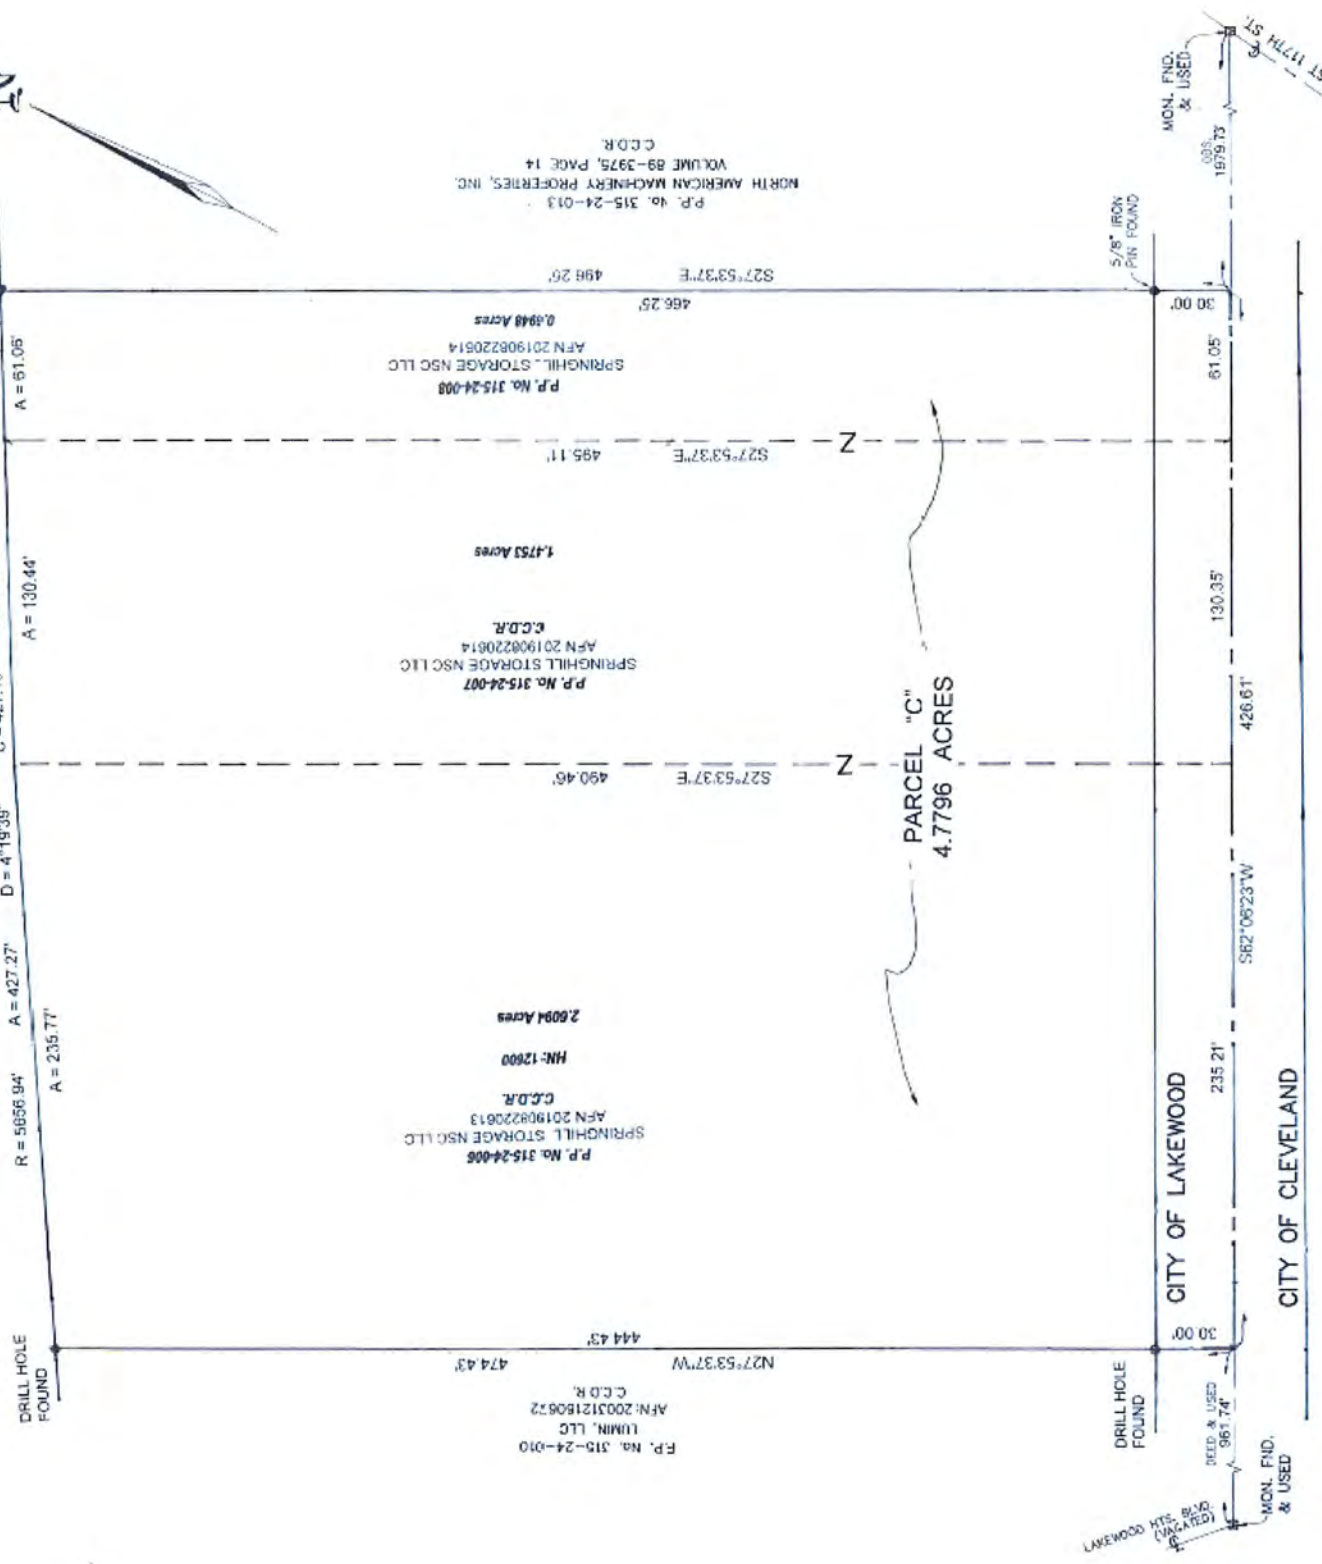 MON. FND.
& USED
ST 117TH ST.
OBS.
1979.73'
P.P. No. 315-24-013
NORTH AMERICAN MACHINERY PROPERTIES, INC.
VOLUME 89-3975, PAGE 14
C.C.D.R.
5/8" IRON
PIN FOUND
S27°53'37"E 496.26'
466.25'
30.00'
A = 61.06'
P.P. No. 315-24-008
SPRINGHILL STORAGE NSC LLC
AFN 201908220614
0.6948 Acres
61.05'
S27°53'37"E 495.11'
Z
A = 130.44'
1.4753 Acres
P.P. No. 315-24-007
SPRINGHILL STORAGE NSC LLC
AFN 201908220614
C.C.D.R.
130.35'
S27°53'37"E 490.46'
Z
PARCEL "C"
4.7796 ACRES
426.61'
S62°06'23"W
R = 5656.94' A = 427.27' D = 4°19'39"
A = 235.77'
P.P. No. 315-24-006
SPRINGHILL STORAGE NSC LLC
AFN 201908220613
C.C.D.R.
HN: 12600
2.6094 Acres
235.21'
CITY OF LAKEWOOD
CITY OF CLEVELAND
DRILL HOLE
FOUND
444.43'
N27°53'37"W 474.43'
30.00'
P.P. No. 315-24-010
LUMIN, LLC
AFN: 200312180672
C.C.D.R.
DRILL HOLE
FOUND
DEED & USED
961.74'
MON. FND.
& USED
LAKEWOOD HTS. BLVD.
(VACATED)